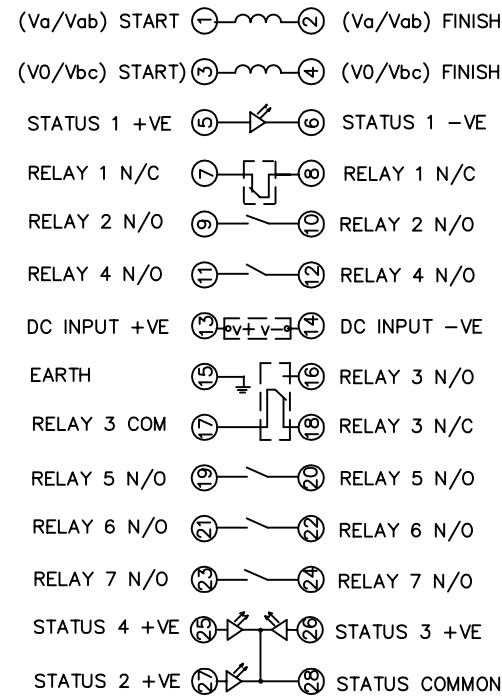 (Va/Vab) START 1 2 (Va/Vab) FINISH
(V0/Vbc) START) 3 4 (V0/Vbc) FINISH
STATUS 1 +VE 5 6 STATUS 1 −VE
RELAY 1 N/C 7 8 RELAY 1 N/C
RELAY 2 N/O 9 10 RELAY 2 N/O
RELAY 4 N/O 11 12 RELAY 4 N/O
DC INPUT +VE 13 V+ V− 14 DC INPUT −VE
EARTH 15 16 RELAY 3 N/O
RELAY 3 COM 17 18 RELAY 3 N/C
RELAY 5 N/O 19 20 RELAY 5 N/O
RELAY 6 N/O 21 22 RELAY 6 N/O
RELAY 7 N/O 23 24 RELAY 7 N/O
STATUS 4 +VE 25 26 STATUS 3 +VE
STATUS 2 +VE 27 28 STATUS COMMON